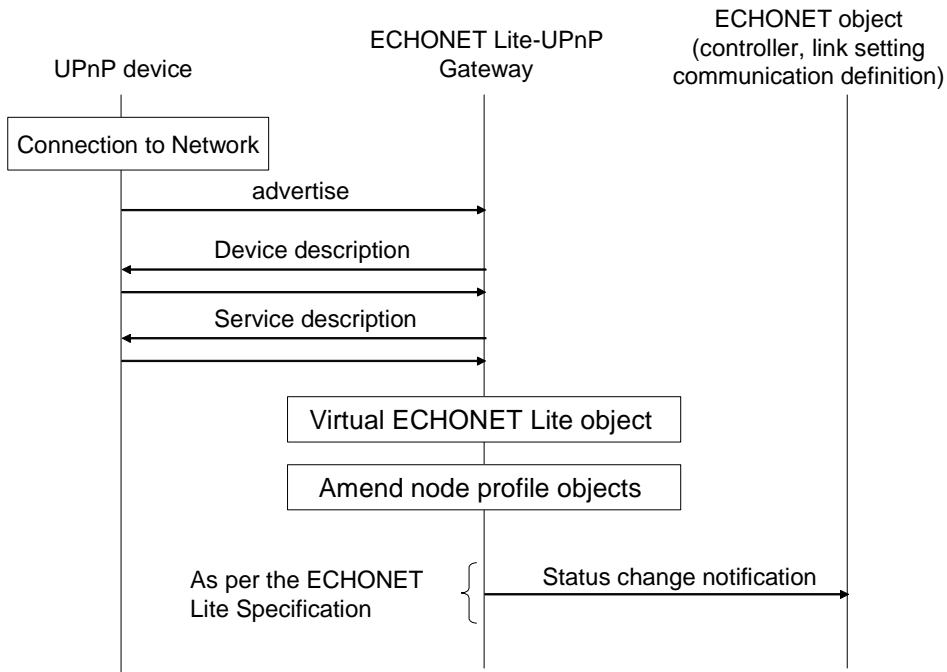 UPnP device
ECHONET Lite-UPnP
Gateway
ECHONET object
(controller, link setting
communication definition)
Connection to Network
advertise
Device description
Service description
Virtual ECHONET Lite object
Amend node profile objects
As per the ECHONET
Lite Specification
Status change notification